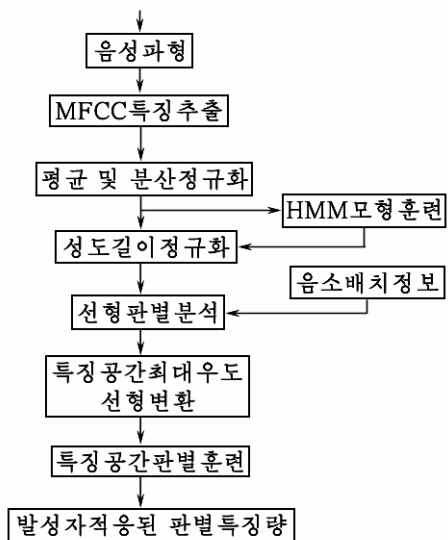 음성파형
MFCC특징추출
평균 및 분산정규화
HMM모형훈련
성도길이정규화
음소배치정보
선형판별분석
특징공간최대우도
선형변환
특징공간판별훈련
발성자적응된 판별특징량